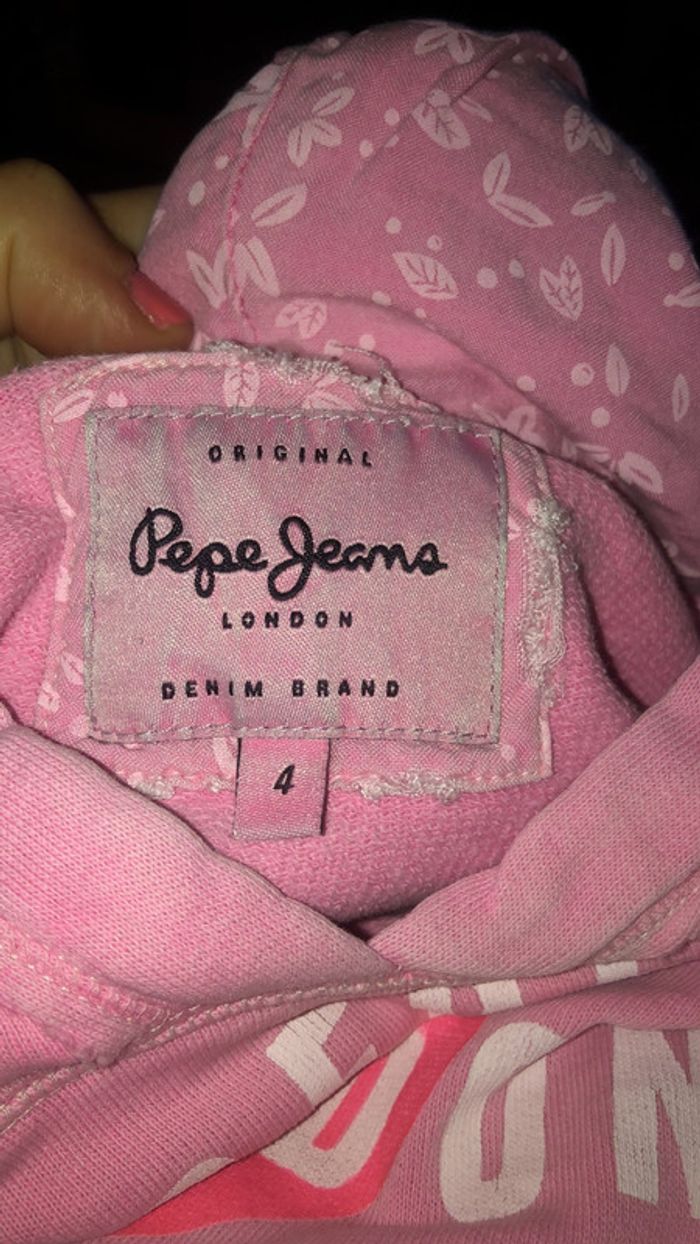 ORIGINAL
Pepe Jeans
LONDON
DENIM BRAND
4